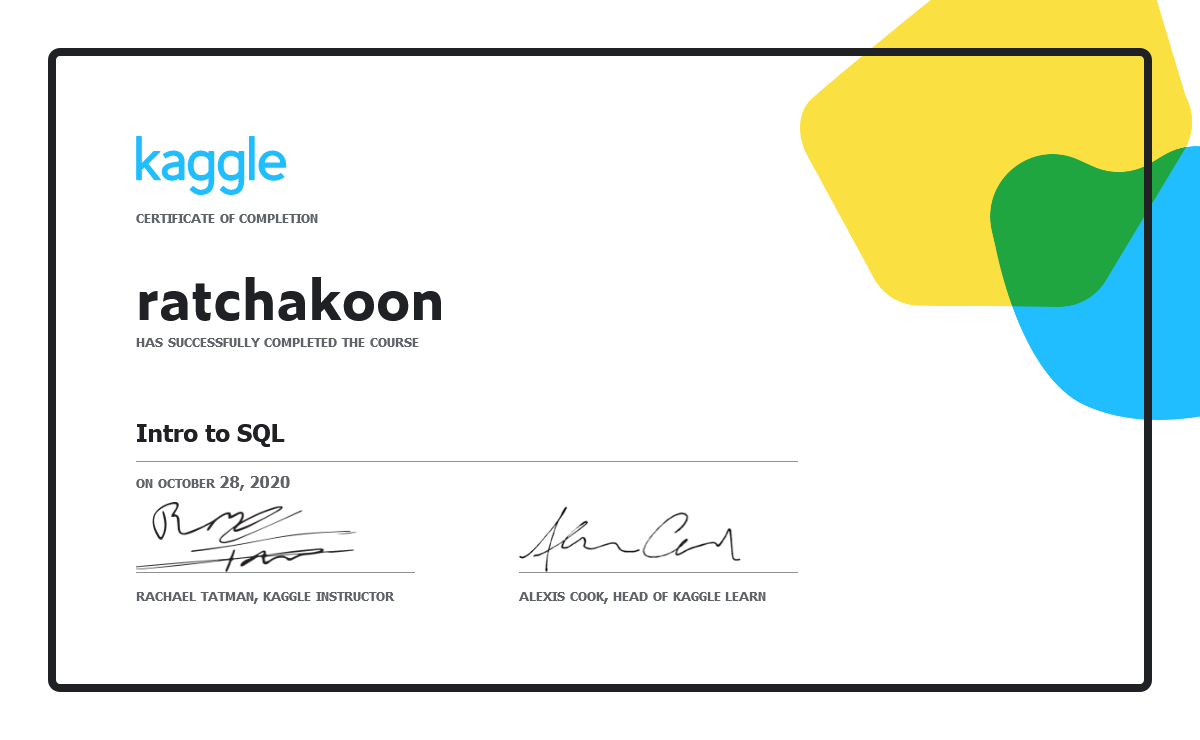 kaggle
CERTIFICATE OF COMPLETION
ratchakoon
HAS SUCCESSFULLY COMPLETED THE COURSE
Intro to SQL
ON OCTOBER 28, 2020
RACHAEL TATMAN, KAGGLE INSTRUCTOR
ALEXIS COOK, HEAD OF KAGGLE LEARN